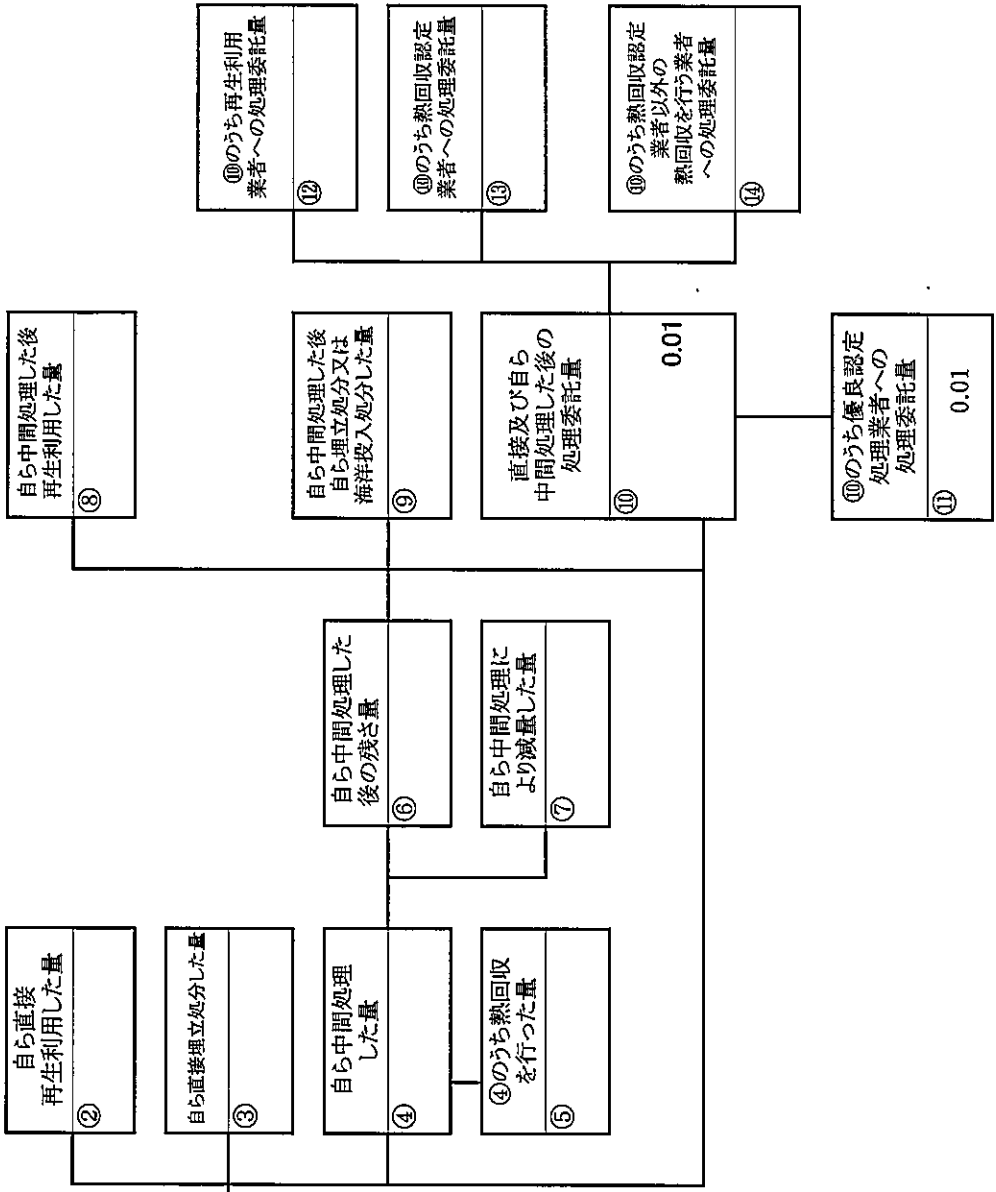 自ら直接
再生利用した量
②
自ら直接埋立処分した量
③
自ら中間処理
した量
④
④のうち熱回収
を行った量
⑤
自ら中間処理した
後の残さ量
⑥
自ら中間処理に
より減量した量
⑦
自ら中間処理した後
再生利用した量
⑧
自ら中間処理した後
自ら埋立処分又は
海洋投入処分した量
⑨
直接及び自ら
中間処理した後の
処理委託量
⑩
0.01
⑩のうち優良認定
処理業者への
処理委託量
⑪
0.01
⑩のうち再生利用
業者への処理委託量
⑫
⑩のうち熱回収認定
業者への処理委託量
⑬
⑩のうち熱回収認定
業者以外の
熱回収を行う業者
への処理委託量
⑭